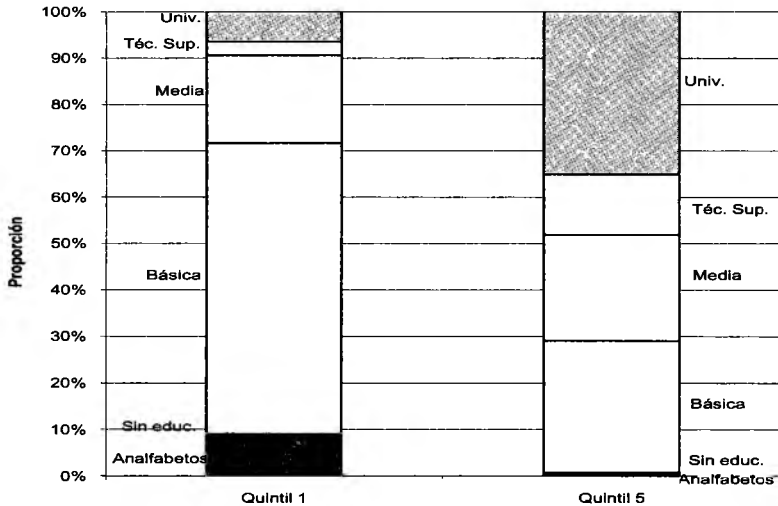 Univ.
100%
Téc. Sup.
90%
Media
80%
Univ.
70%
60%
Téc. Sup.
50%
Proporción
Básica
40%
Media
30%
20%
Básica
10%
Sin educ.
Sin educ.
Analfabetos
0%
Analfabetos
Quintil 1
Quintil 5